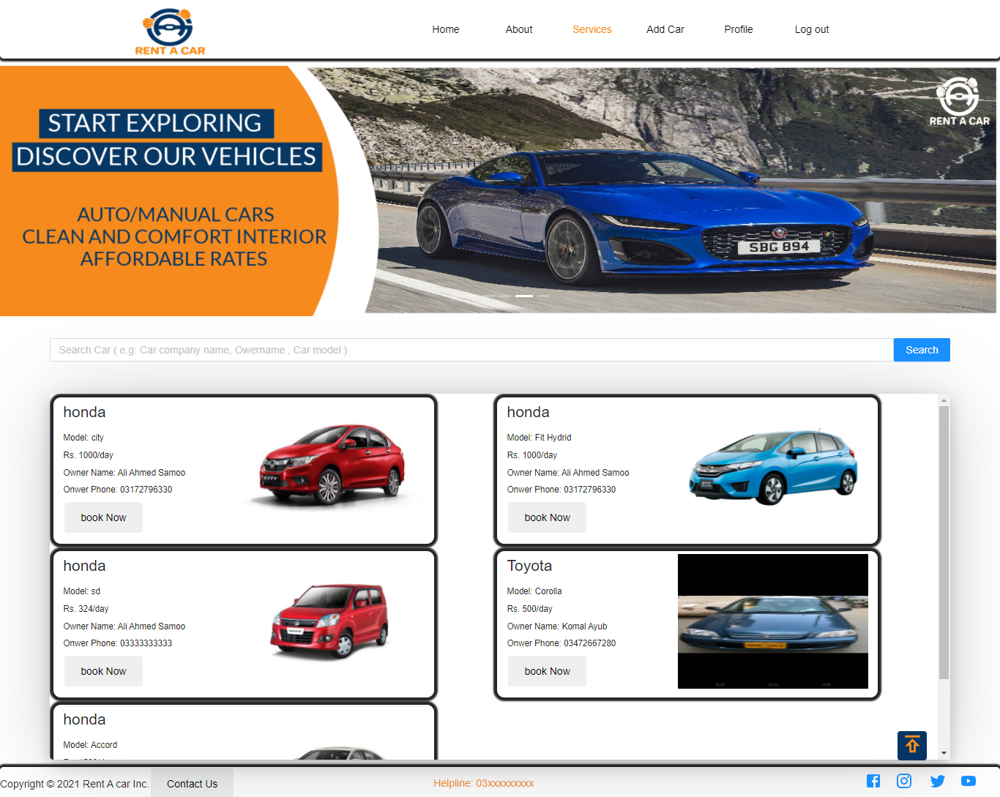 RENT A CAR
Home About Services Add Car Profile Log out
START EXPLORING
DISCOVER OUR VEHICLES
AUTO/MANUAL CARS
CLEAN AND COMFORT INTERIOR
AFFORDABLE RATES
RENT A CAR
SBG 894
Search Car ( e.g: Car company name, Owername , Car model )
Search
honda
Model: city
Rs. 1000/day
Owner Name: Ali Ahmed Samoo
Onwer Phone: 03172796330
book Now
CITY
honda
Model: Fit Hydrid
Rs. 1000/day
Owner Name: Ali Ahmed Samoo
Onwer Phone: 03172796330
book Now
FIT
honda
Model: sd
Rs. 324/day
Owner Name: Ali Ahmed Samoo
Onwer Phone: 03333333333
book Now
Toyota
Model: Corolla
Rs. 500/day
Owner Name: Komal Ayub
Onwer Phone: 03472667280
book Now
honda
Model: Accord
Copyright © 2021 Rent A car Inc.
Contact Us
Helpline: 03xxxxxxxxx